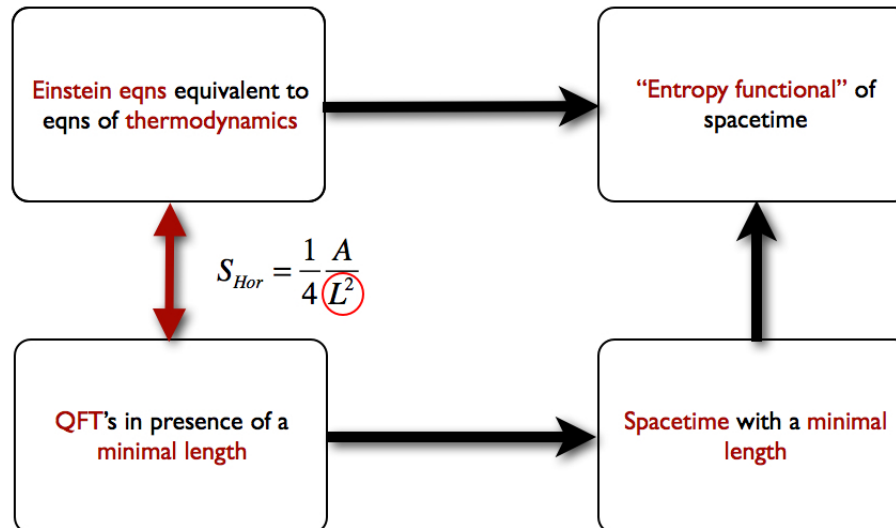 Einstein eqns equivalent to
eqns of thermodynamics
“Entropy functional” of
spacetime
S_Hor = 1/4 A/L²
QFT's in presence of a
minimal length
Spacetime with a minimal
length